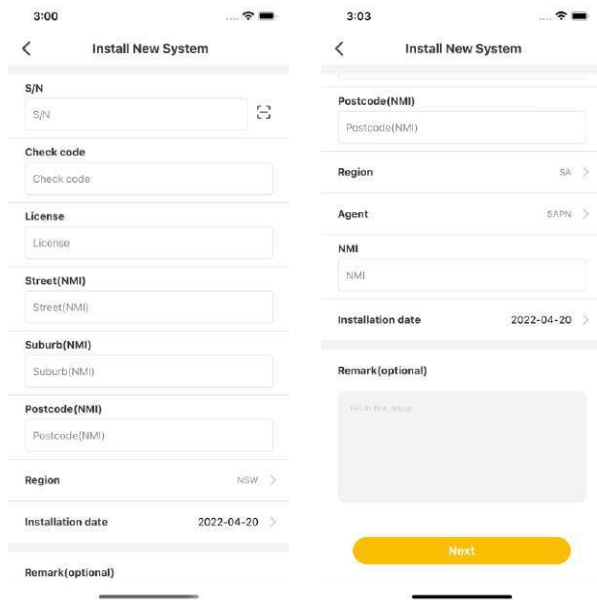 3:00
Install New System
S/N
S/N
Check code
Check code
License
License
Street(NMI)
Street(NMI)
Suburb(NMI)
Suburb(NMI)
Postcode(NMI)
Postcode(NMI)
Region NSW
Installation date 2022-04-20
Remark(optional)
3:03
Install New System
Postcode(NMI)
Postcode(NMI)
Region SA
Agent SAPN
NMI
NMI
Installation date 2022-04-20
Remark(optional)
Fill in the issue
Next